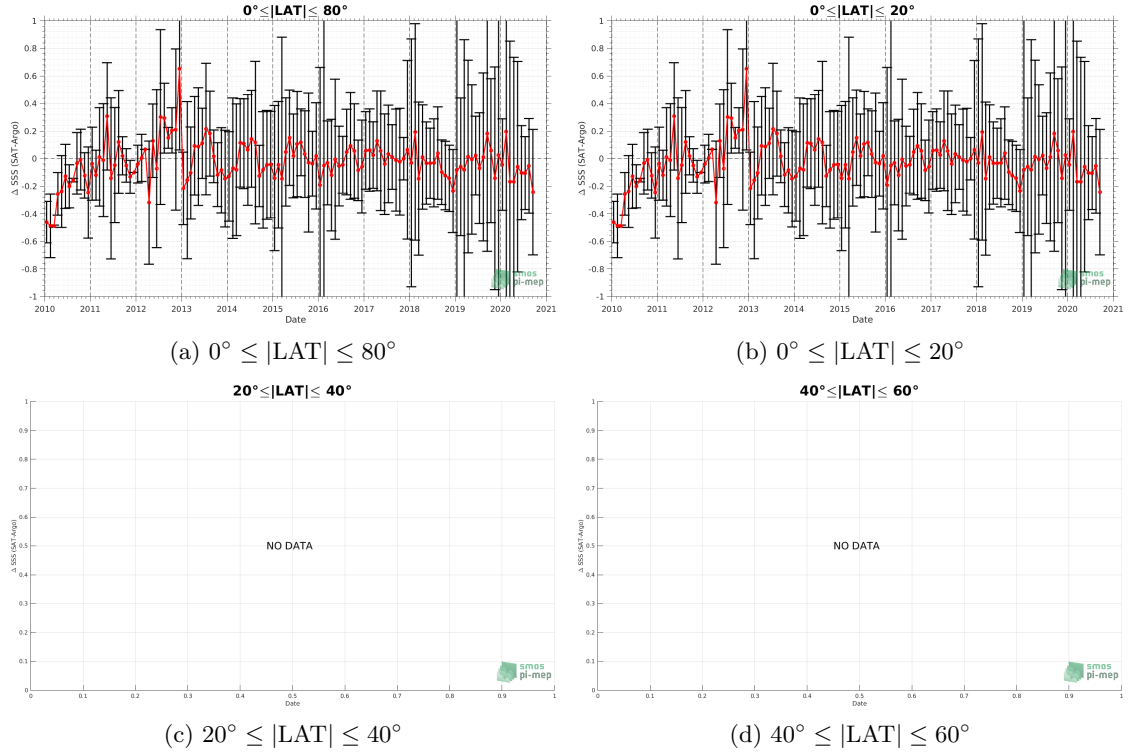 0°≤|LAT|≤ 80°
1
0.8
0.6
0.4
0.2
0
-0.2
-0.4
-0.6
-0.8
-1
Δ SSS (SAT-Argo)
2010 2011 2012 2013 2014 2015 2016 2017 2018 2019 2020 2021
Date
smos
pi-mep
(a) 0° ≤ |LAT| ≤ 80°
0°≤|LAT|≤ 20°
1
0.8
0.6
0.4
0.2
0
-0.2
-0.4
-0.6
-0.8
-1
Δ SSS (SAT-Argo)
2010 2011 2012 2013 2014 2015 2016 2017 2018 2019 2020 2021
Date
smos
pi-mep
(b) 0° ≤ |LAT| ≤ 20°
20°≤|LAT|≤ 40°
1
0.9
0.8
0.7
0.6
0.5
0.4
0.3
0.2
0.1
0
Δ SSS (SAT-Argo)
NO DATA
0 0.1 0.2 0.3 0.4 0.5 0.6 0.7 0.8 0.9 1
Date
smos
pi-mep
(c) 20° ≤ |LAT| ≤ 40°
40°≤|LAT|≤ 60°
1
0.9
0.8
0.7
0.6
0.5
0.4
0.3
0.2
0.1
0
Δ SSS (SAT-Argo)
NO DATA
0 0.1 0.2 0.3 0.4 0.5 0.6 0.7 0.8 0.9 1
Date
smos
pi-mep
(d) 40° ≤ |LAT| ≤ 60°